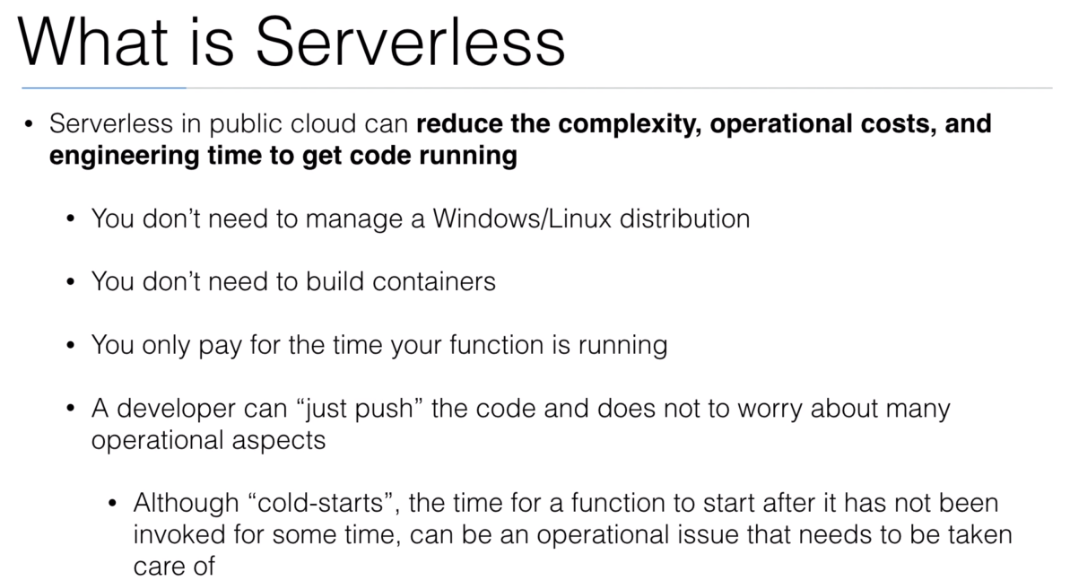 What is Serverless
• Serverless in public cloud can reduce the complexity, operational costs, and
engineering time to get code running
• You don’t need to manage a Windows/Linux distribution
• You don’t need to build containers
• You only pay for the time your function is running
• A developer can “just push” the code and does not to worry about many
operational aspects
• Although “cold-starts”, the time for a function to start after it has not been
invoked for some time, can be an operational issue that needs to be taken
care of